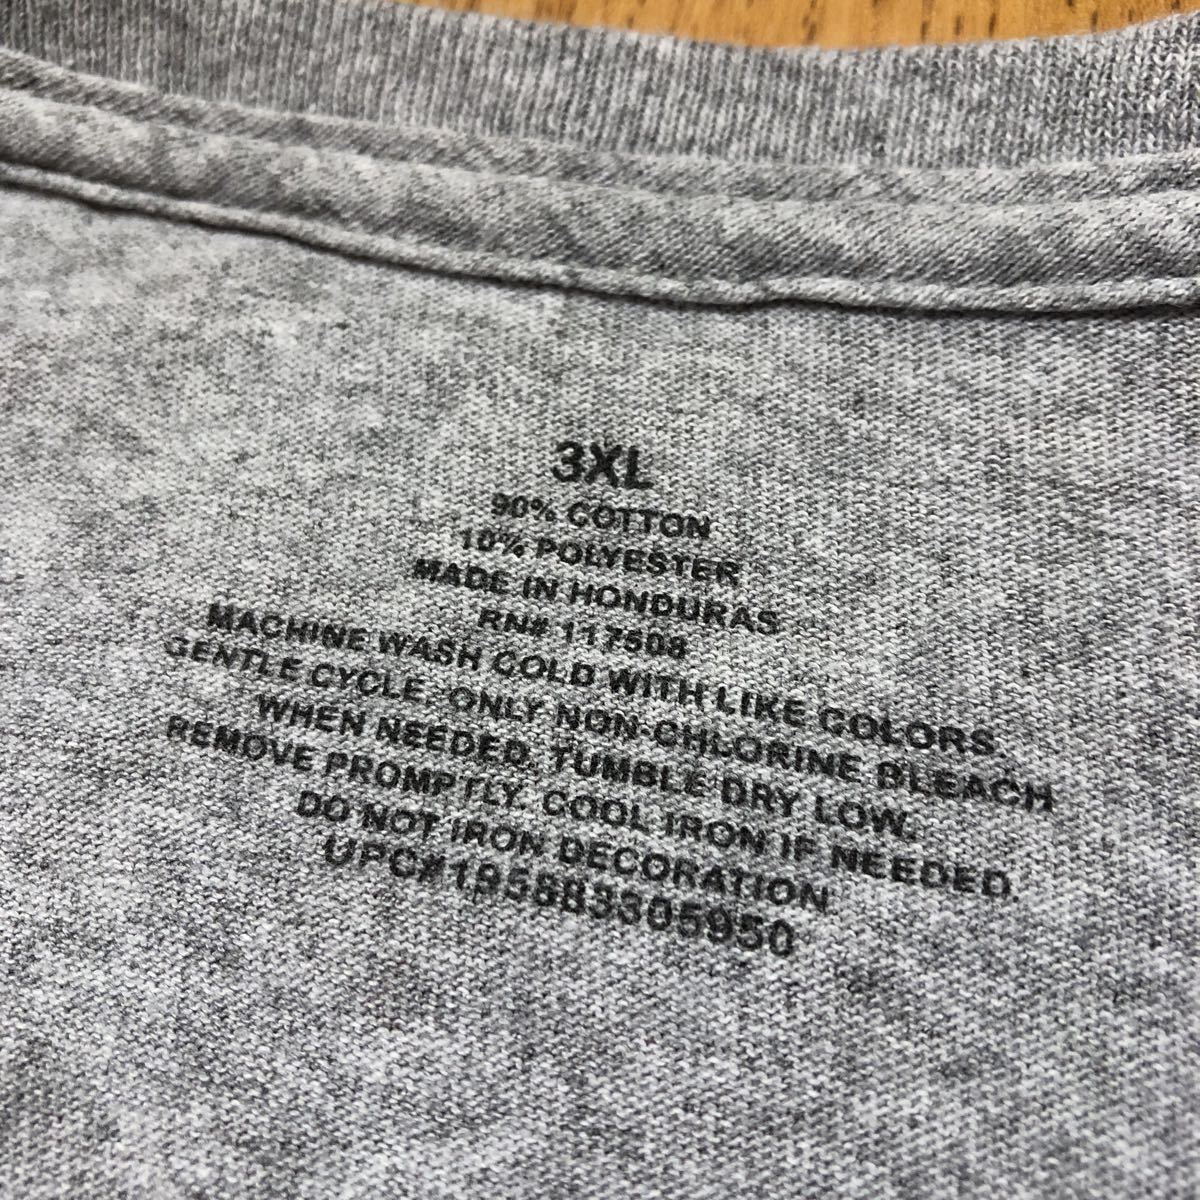 3XL
90% COTTON
10% POLYESTER
MADE IN HONDURAS
RN# 117508
MACHINE WASH COLD WITH LIKE COLORS.
GENTLE CYCLE. ONLY NON-CHLORINE BLEACH
WHEN NEEDED. TUMBLE DRY LOW.
REMOVE PROMPTLY. COOL IRON IF NEEDED.
DO NOT IRON DECORATION
UPC#195883305950